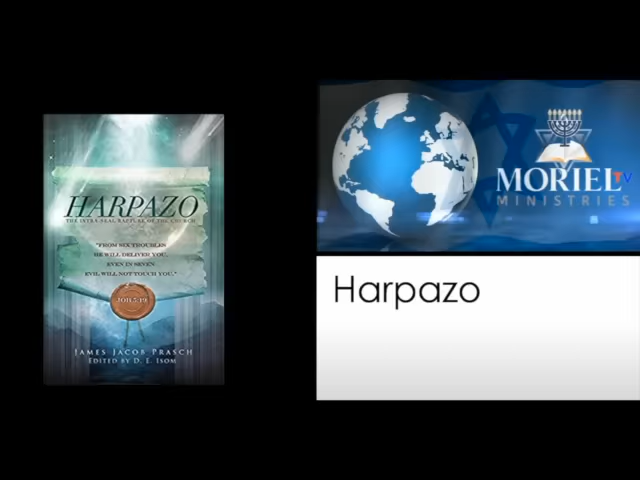 HARPAZO
THE INTRA-SEAL RAPTURE OF THE CHURCH
"FROM SIX TROUBLES
HE WILL DELIVER YOU,
EVEN IN SEVEN
EVIL WILL NOT TOUCH YOU."
JOB 5:19
JAMES JACOB PRASCH
EDITED BY D. E. ISOM
MORIEL TV
MINISTRIES
Harpazo